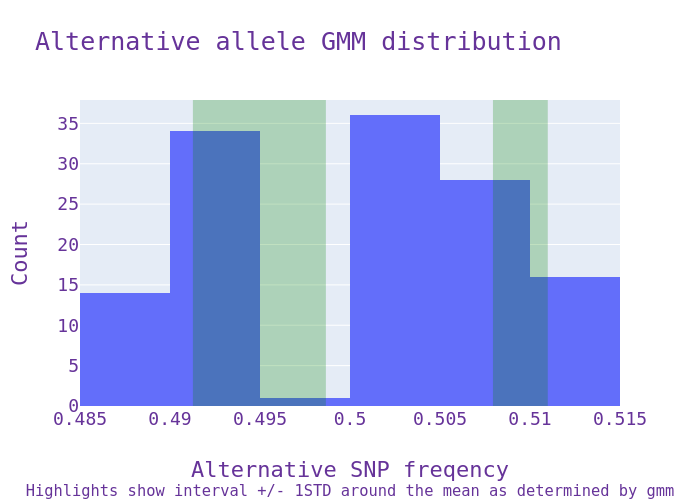 Alternative allele GMM distribution
35
30
25
20
15
10
5
0
Count
0.485 0.49 0.495 0.5 0.505 0.51 0.515
Alternative SNP freqency
Highlights show interval +/- 1STD around the mean as determined by gmm